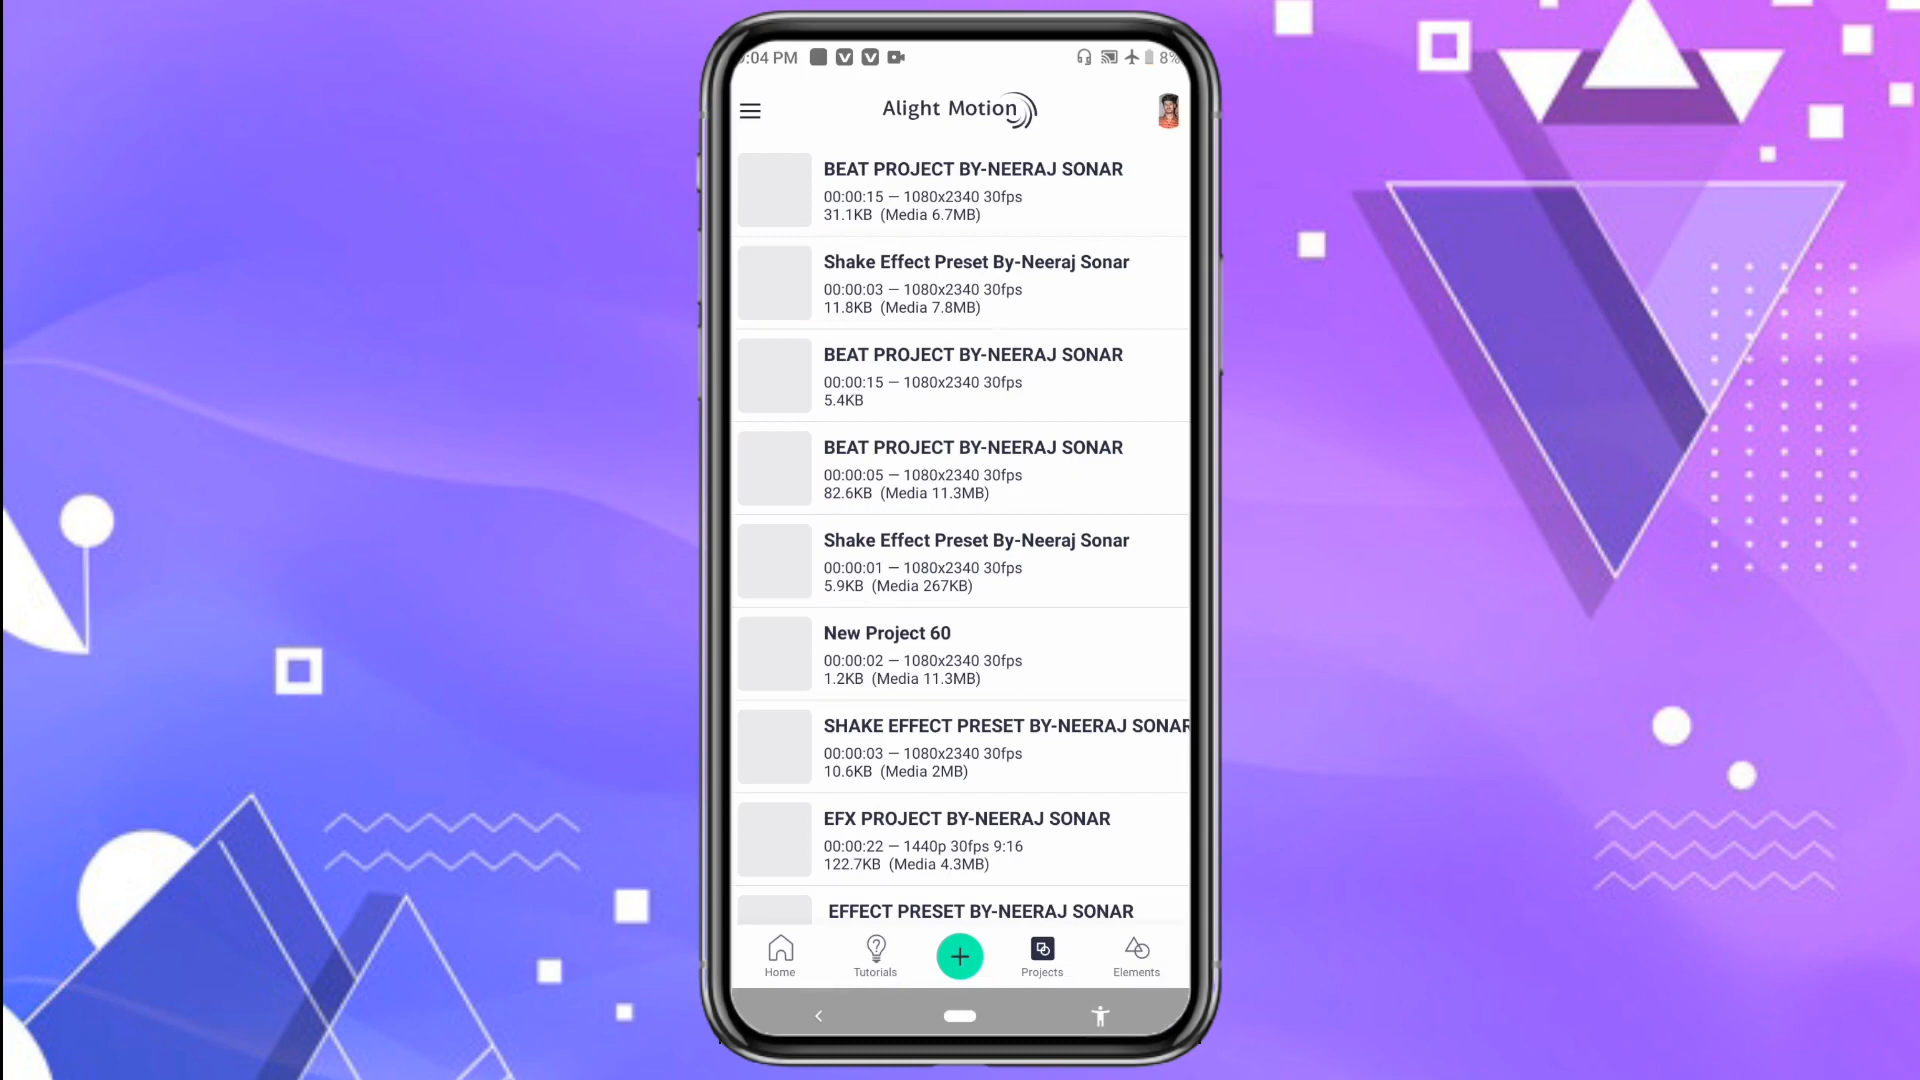 :04 PM 8%
Alight Motion
BEAT PROJECT BY-NEERAJ SONAR
00:00:15 — 1080x2340 30fps
31.1KB (Media 6.7MB)
Shake Effect Preset By-Neeraj Sonar
00:00:03 — 1080x2340 30fps
11.8KB (Media 7.8MB)
BEAT PROJECT BY-NEERAJ SONAR
00:00:15 — 1080x2340 30fps
5.4KB
BEAT PROJECT BY-NEERAJ SONAR
00:00:05 — 1080x2340 30fps
82.6KB (Media 11.3MB)
Shake Effect Preset By-Neeraj Sonar
00:00:01 — 1080x2340 30fps
5.9KB (Media 267KB)
New Project 60
00:00:02 — 1080x2340 30fps
1.2KB (Media 11.3MB)
SHAKE EFFECT PRESET BY-NEERAJ SONAR
00:00:03 — 1080x2340 30fps
10.6KB (Media 2MB)
EFX PROJECT BY-NEERAJ SONAR
00:00:22 — 1440p 30fps 9:16
122.7KB (Media 4.3MB)
EFFECT PRESET BY-NEERAJ SONAR
Home Tutorials Projects Elements